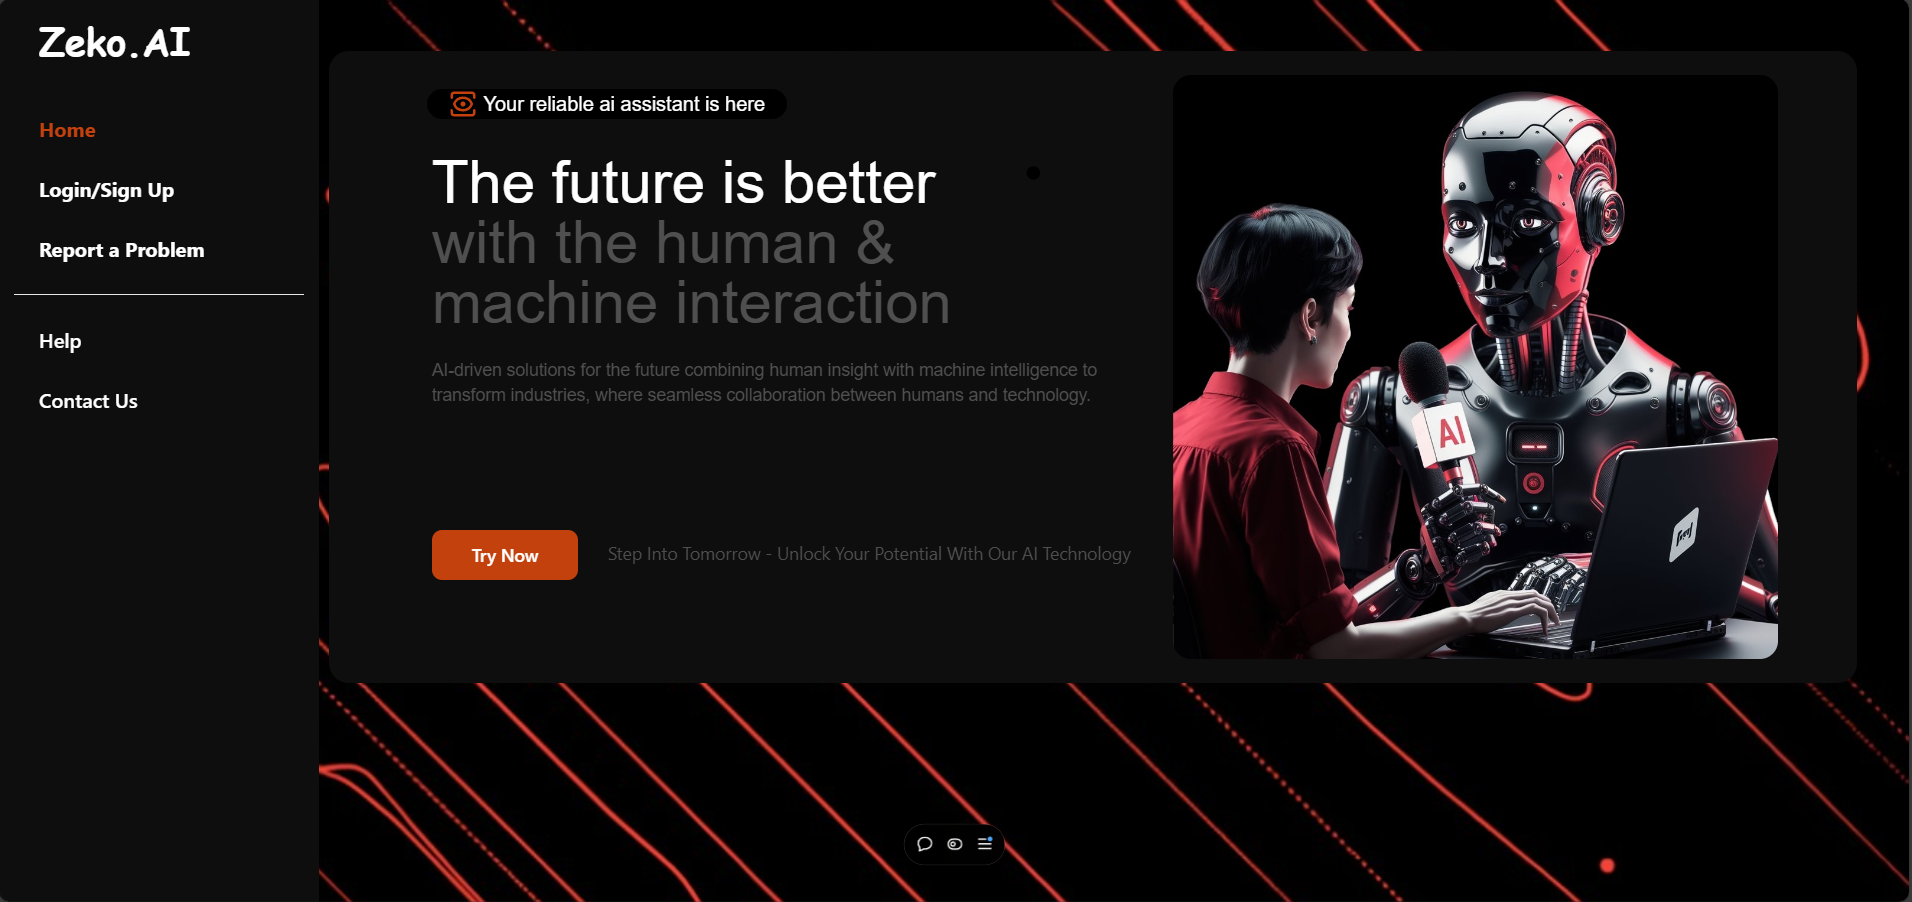 Zeko.AI
Home
Login/Sign Up
Report a Problem
Help
Contact Us
Your reliable ai assistant is here
The future is better
with the human &
machine interaction
AI-driven solutions for the future combining human insight with machine intelligence to
transform industries, where seamless collaboration between humans and technology.
Try Now
Step Into Tomorrow - Unlock Your Potential With Our AI Technology
AI